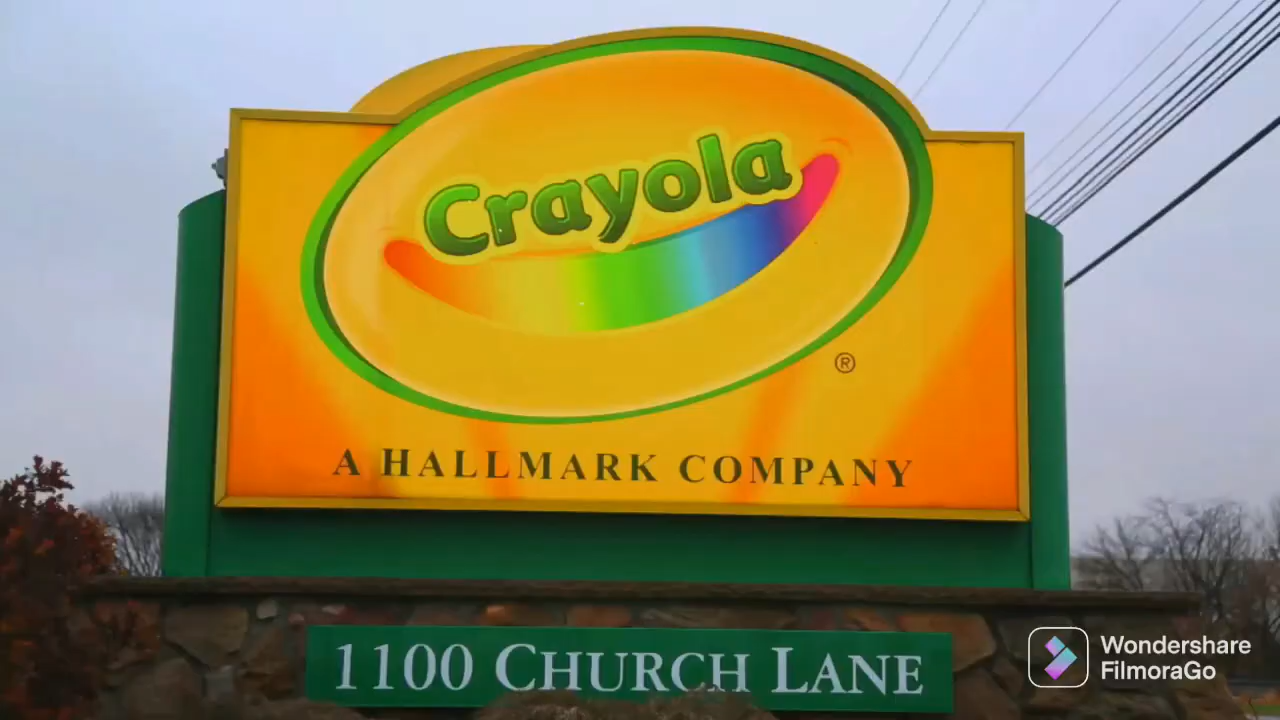 Crayola
®
A HALLMARK COMPANY
1100 CHURCH LANE
Wondershare
FilmoraGo